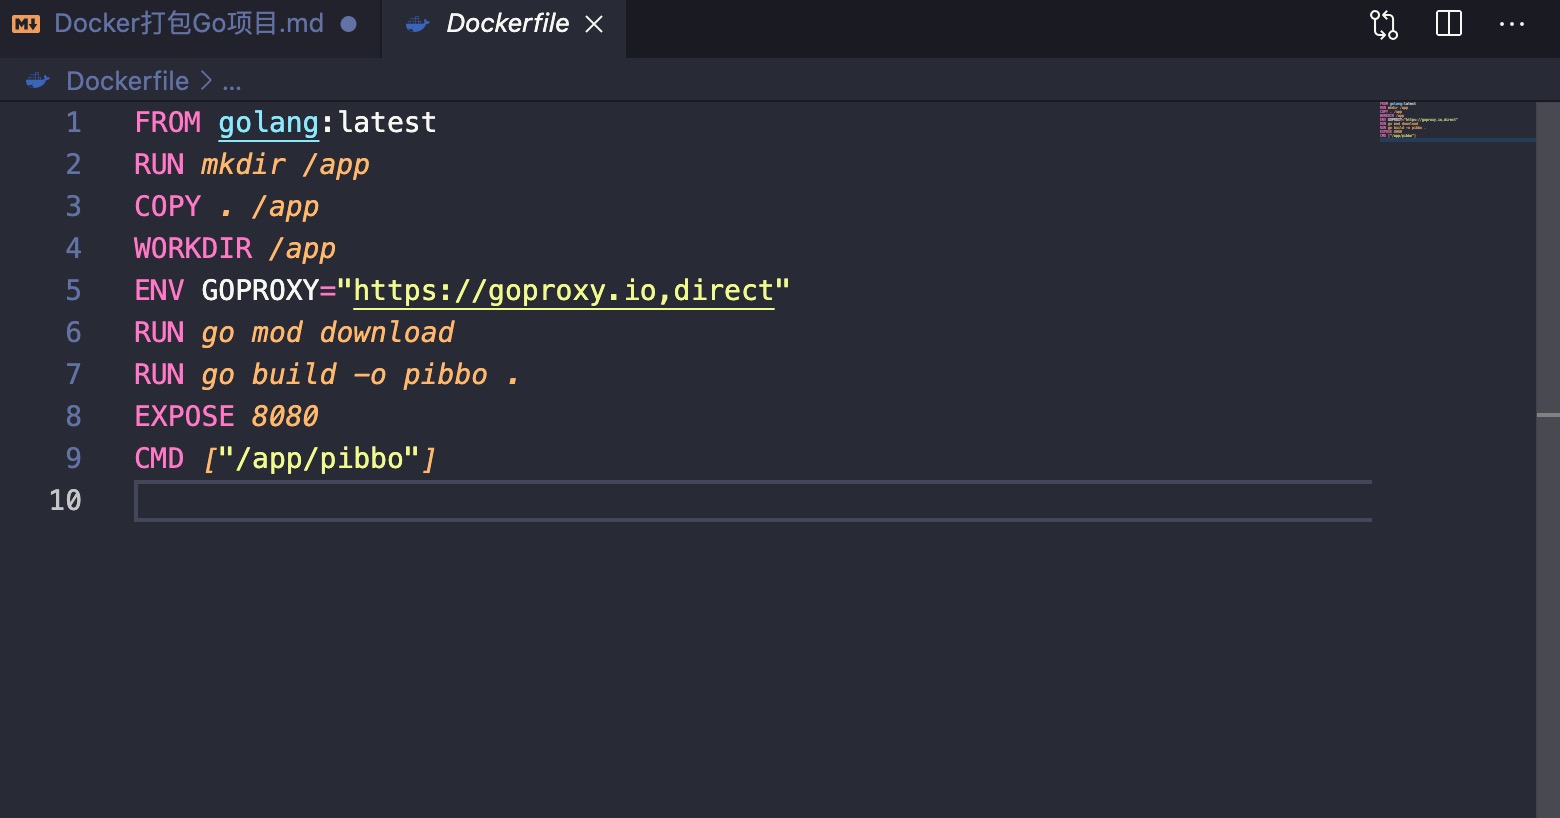 Docker打包Go项目.md
Dockerfile
Dockerfile > ...
1 FROM golang:latest
2 RUN mkdir /app
3 COPY . /app
4 WORKDIR /app
5 ENV GOPROXY="https://goproxy.io,direct"
6 RUN go mod download
7 RUN go build -o pibbo .
8 EXPOSE 8080
9 CMD ["/app/pibbo"]
10